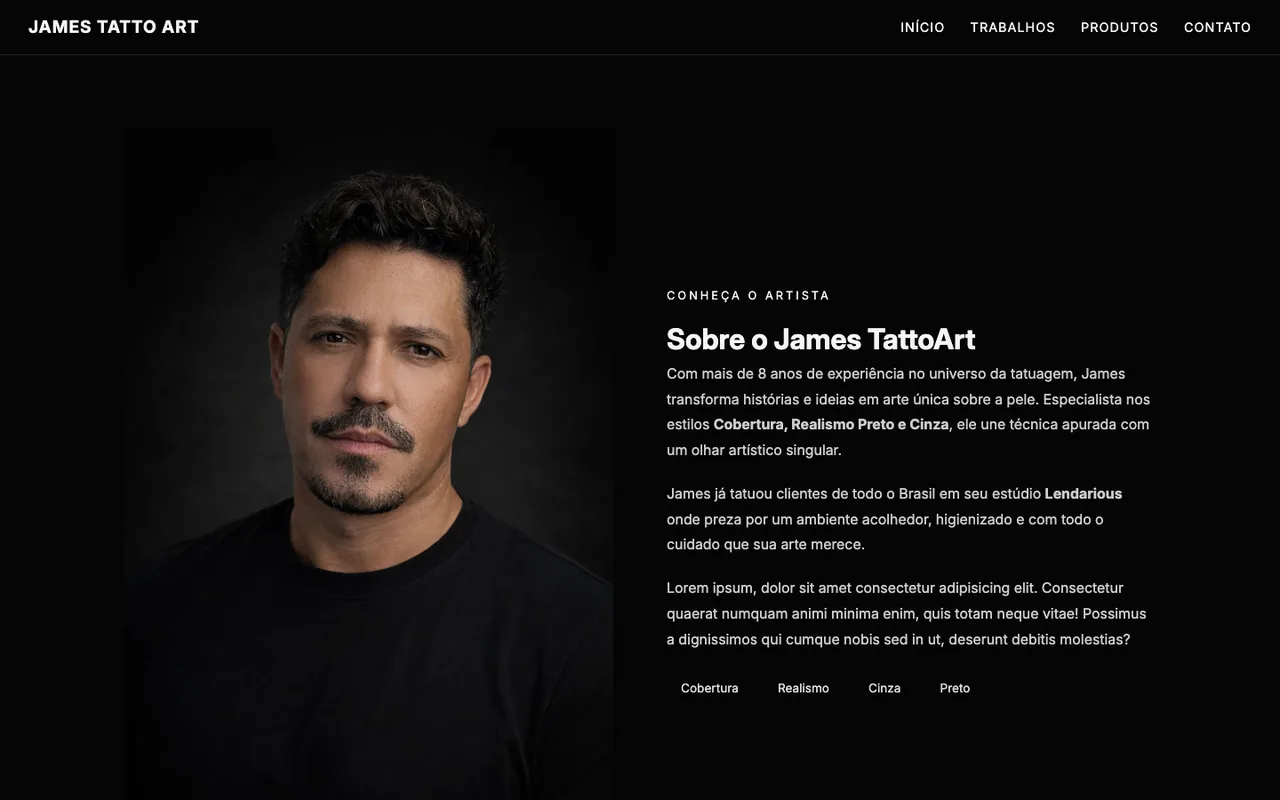 JAMES TATTO ART
INÍCIO TRABALHOS PRODUTOS CONTATO
CONHEÇA O ARTISTA
Sobre o James TattoArt
Com mais de 8 anos de experiência no universo da tatuagem, James
transforma histórias e ideias em arte única sobre a pele. Especialista nos
estilos Cobertura, Realismo Preto e Cinza, ele une técnica apurada com
um olhar artístico singular.
James já tatuou clientes de todo o Brasil em seu estúdio Lendarious
onde preza por um ambiente acolhedor, higienizado e com todo o
cuidado que sua arte merece.
Lorem ipsum, dolor sit amet consectetur adipisicing elit. Consectetur
quaerat numquam animi minima enim, quis totam neque vitae! Possimus
a dignissimos qui cumque nobis sed in ut, deserunt debitis molestias?
Cobertura Realismo Cinza Preto